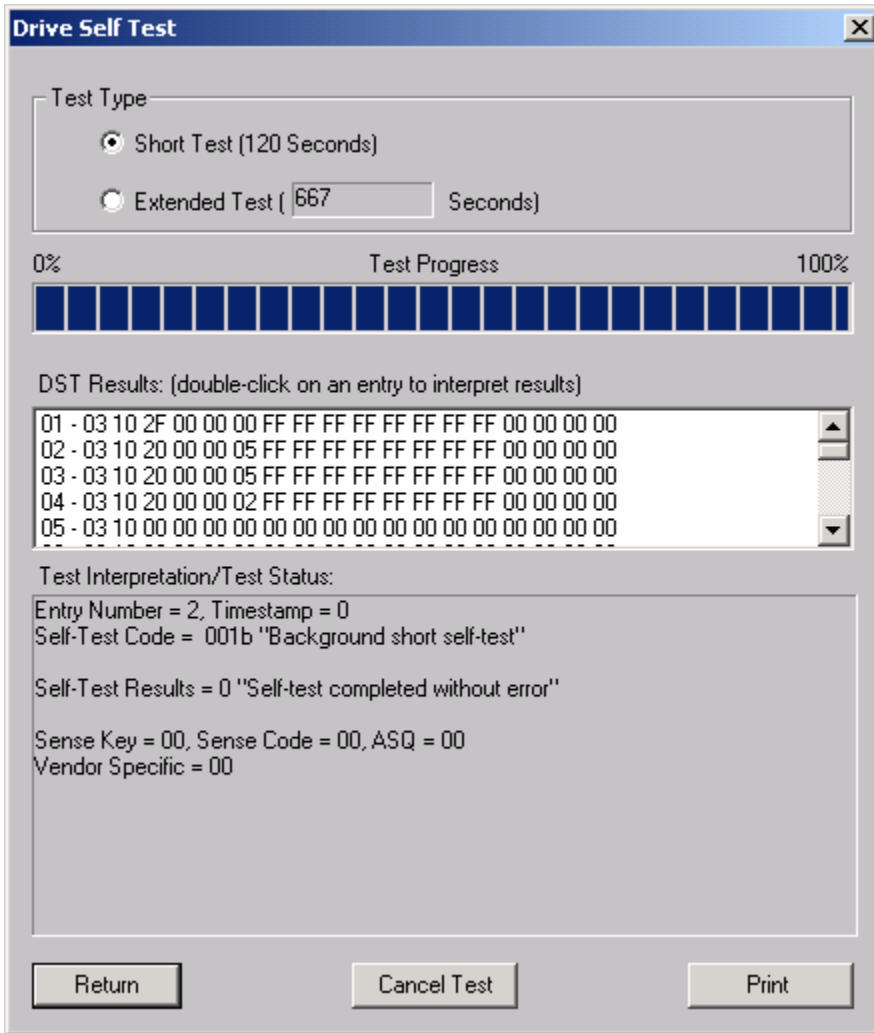 Drive Self Test
Test Type
Short Test (120 Seconds)
Extended Test ( 667 Seconds)
0% Test Progress 100%
DST Results: (double-click on an entry to interpret results)
01 - 03 10 2F 00 00 00 FF FF FF FF FF FF FF FF 00 00 00 00
02 - 03 10 20 00 00 05 FF FF FF FF FF FF FF FF 00 00 00 00
03 - 03 10 20 00 00 05 FF FF FF FF FF FF FF FF 00 00 00 00
04 - 03 10 20 00 00 02 FF FF FF FF FF FF FF FF 00 00 00 00
05 - 03 10 00 00 00 00 00 00 00 00 00 00 00 00 00 00 00 00
Test Interpretation/Test Status:
Entry Number = 2, Timestamp = 0
Self-Test Code =  001b "Background short self-test"
Self-Test Results = 0 "Self-test completed without error"
Sense Key = 00, Sense Code = 00, ASQ = 00
Vendor Specific = 00
Return Cancel Test Print